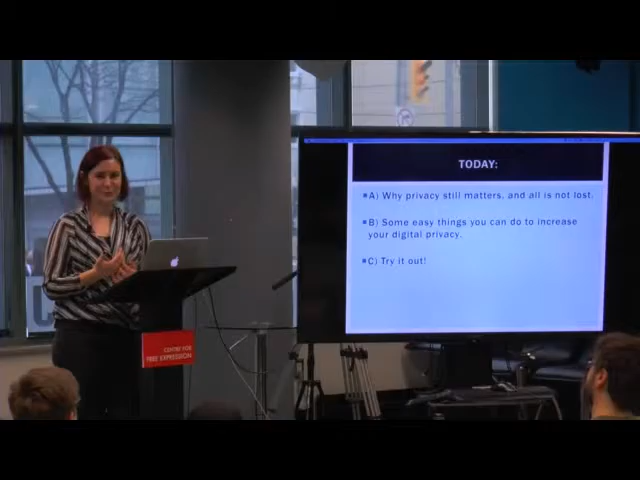 TODAY:
A) Why privacy still matters, and all is not lost.
B) Some easy things you can do to increase
your digital privacy.
C) Try it out!
CENTRE FOR
FREE EXPRESSION